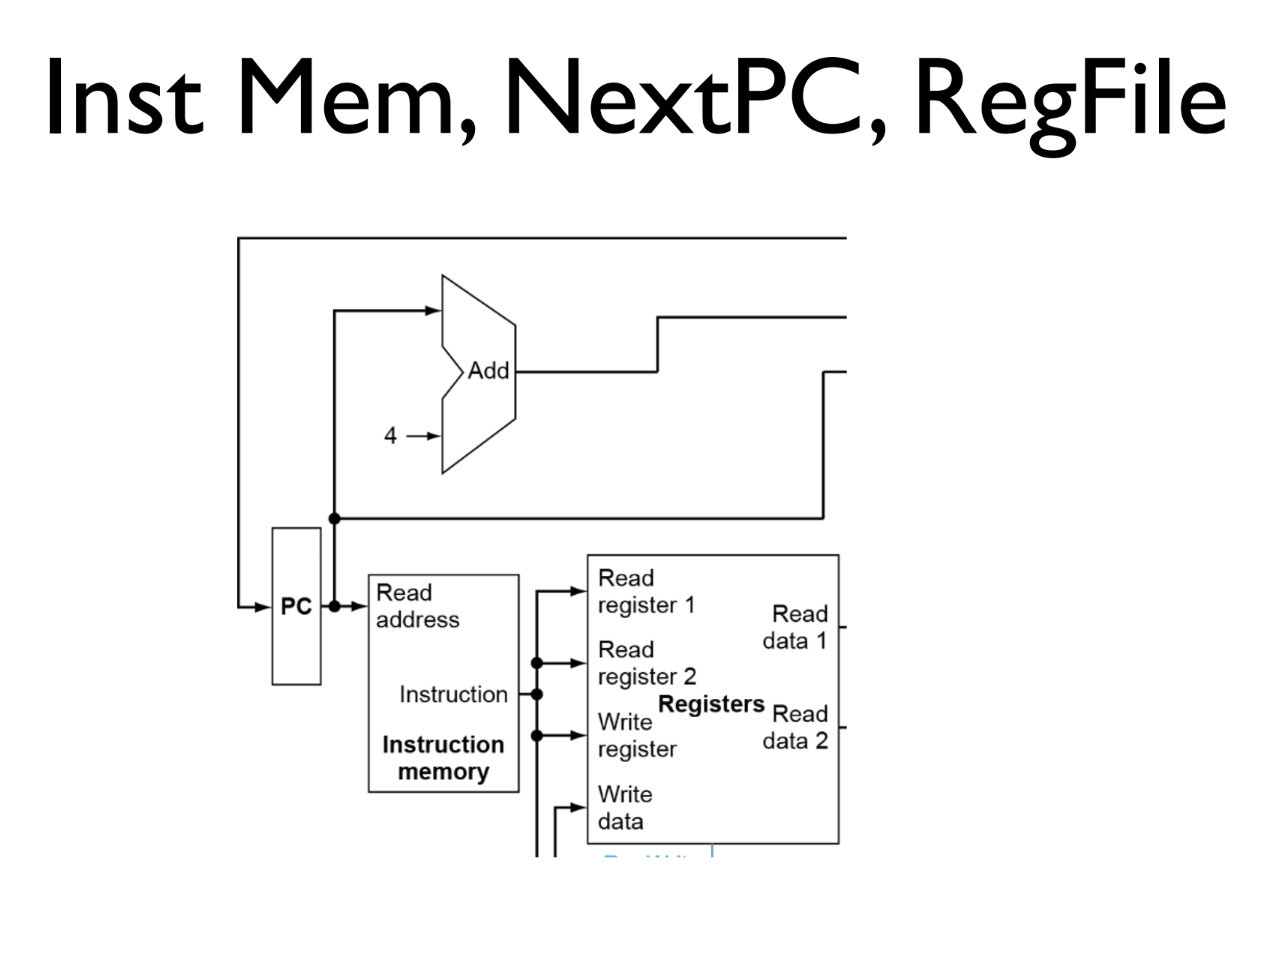 Inst Mem, NextPC, RegFile
Add
4
PC
Read
address
Instruction
Instruction
memory
Read
register 1
Read
register 2
Write
register
Write
data
Registers
Read
data 1
Read
data 2